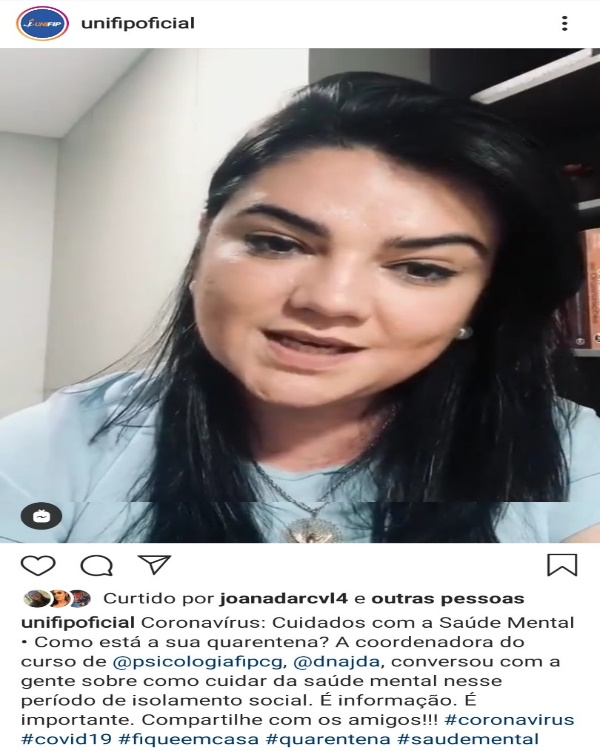 UNIFIP
unifipoficial
Curtido por joanadarcvl4 e outras pessoas
unifipoficial Coronavírus: Cuidados com a Saúde Mental
• Como está a sua quarentena? A coordenadora do
curso de @psicologiafipcg, @dnajda, conversou com a
gente sobre como cuidar da saúde mental nesse
período de isolamento social. É informação. É
importante. Compartilhe com os amigos!!! #coronavirus
#covid19 #fiqueemcasa #quarentena #saudemental